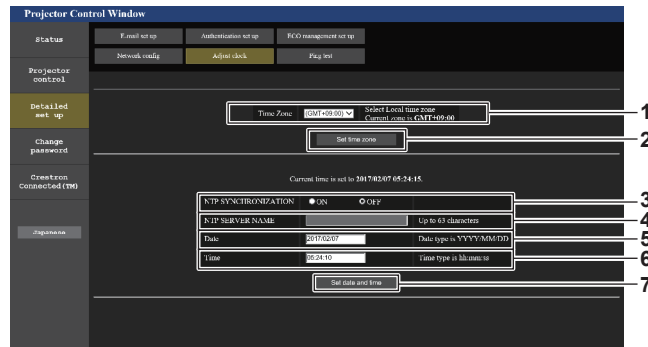 Projector Control Window
Status
E-mail set up
Authentication set up
ECO management set up
Network config
Adjust clock
Ping test
Projector control
Detailed set up
Change password
Crestron Connected(TM)
Japanese
Time Zone
(GMT+09:00)
Select Local time zone
Current zone is GMT+09:00
1
Set time zone
2
Current time is set to 2017/02/07 05:24:15.
NTP SYNCHRONIZATION ON OFF
3
NTP SERVER NAME Up to 63 characters
4
Date 2017/02/07 Date type is YYYY/MM/DD
5
Time 05:24:10 Time type is hh:mm:ss
6
Set date and time
7